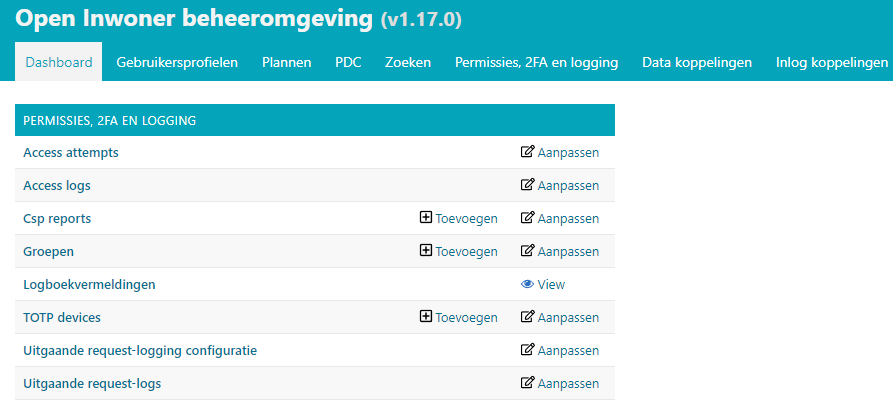 Open Inwoner beheeromgeving (v1.17.0)
Dashboard Gebruikersprofielen Plannen PDC Zoeken Permissies, 2FA en logging Data koppelingen Inlog koppelingen
PERMISSIES, 2FA EN LOGGING
Access attempts Aanpassen
Access logs Aanpassen
Csp reports Toevoegen Aanpassen
Groepen Toevoegen Aanpassen
Logboekvermeldingen View
TOTP devices Toevoegen Aanpassen
Uitgaande request-logging configuratie Aanpassen
Uitgaande request-logs Aanpassen